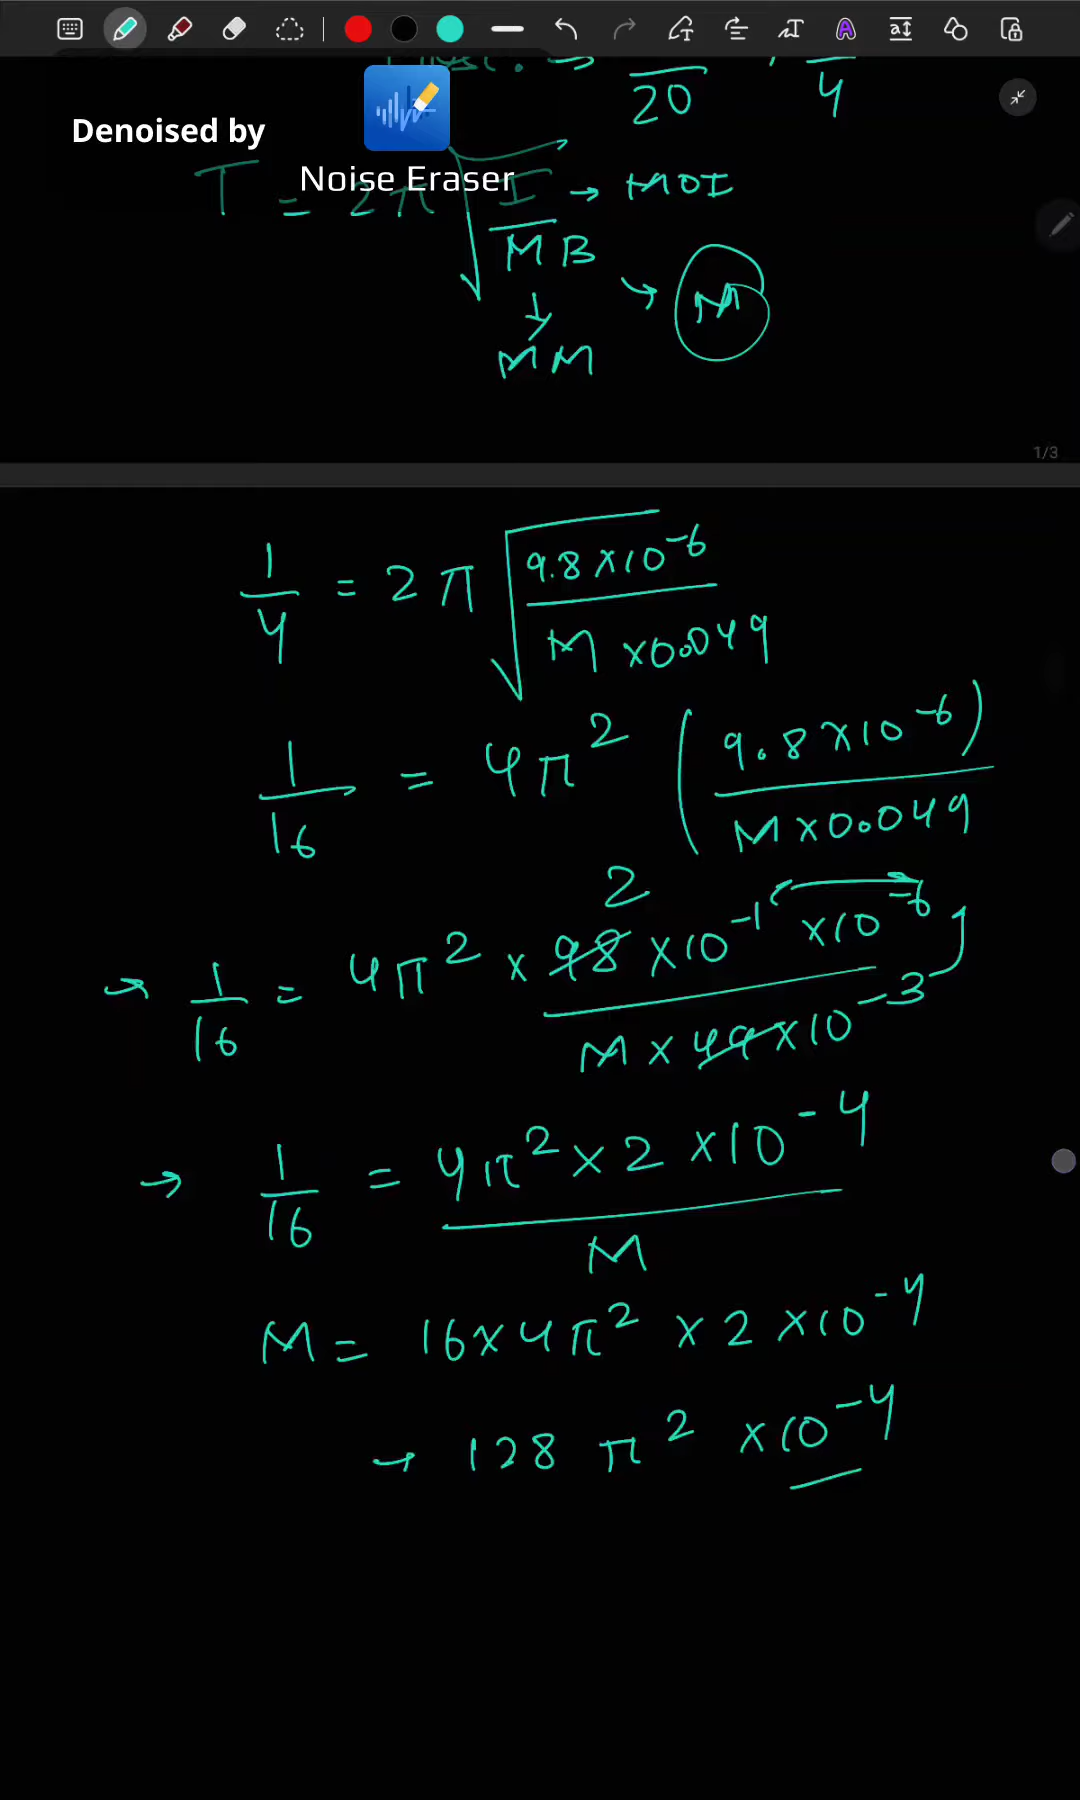 20 4
Denoised by
Noise Eraser
T = 2π √ I → MOI
MB → M
↓
MM
1/3
1/4 = 2π √ 9.8×10⁻⁶ / M×0.049
1/16 = 4π² ( 9.8×10⁻⁶ / M×0.049 )
2
→ 1/16 = 4π² × 98×10⁻¹×10⁻⁶ / M×49×10⁻³
→ 1/16 = 4π²×2×10⁻⁴ / M
M = 16×4π²×2×10⁻⁴
→ 128 π² ×10⁻⁴